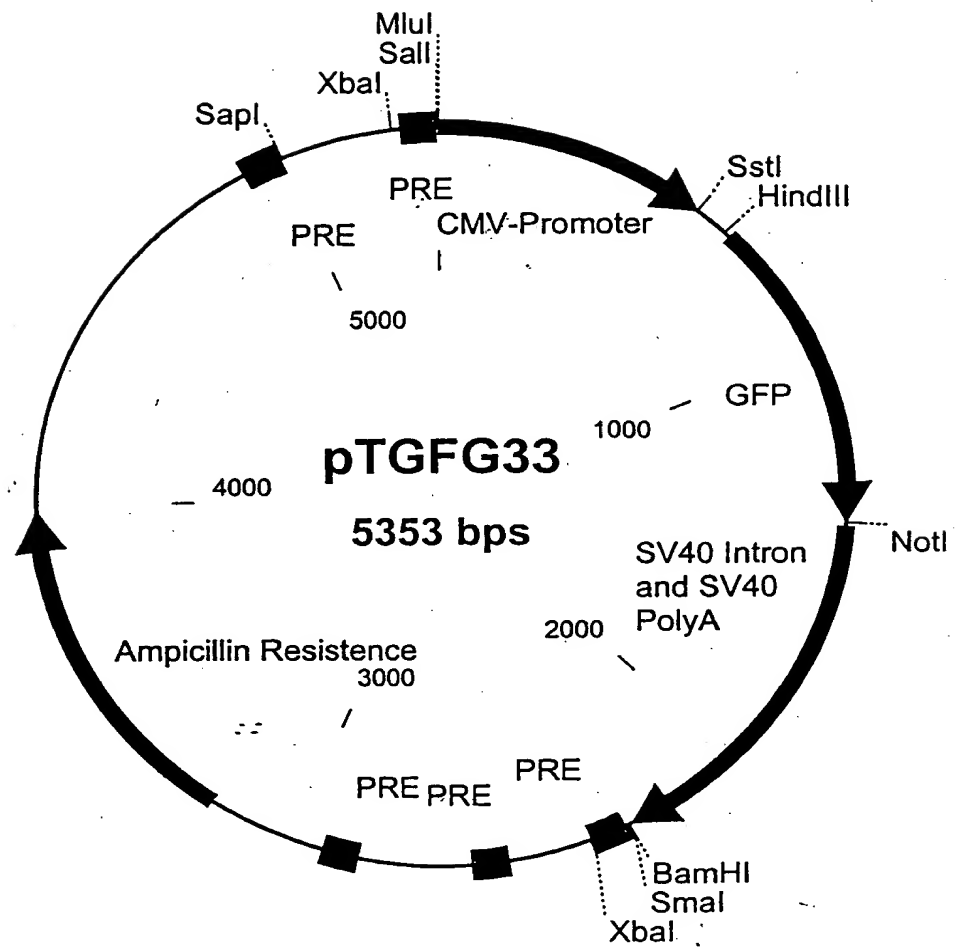 MluI
SalI
XbaI
SapI
SstI
HindIII
PRE
PRE
CMV-Promoter
5000
GFP
1000
pTGFG33
4000
5353 bps
NotI
SV40 Intron
and SV40
PolyA
2000
Ampicillin Resistence
3000
PRE
PRE
PRE
BamHI
SmaI
XbaI